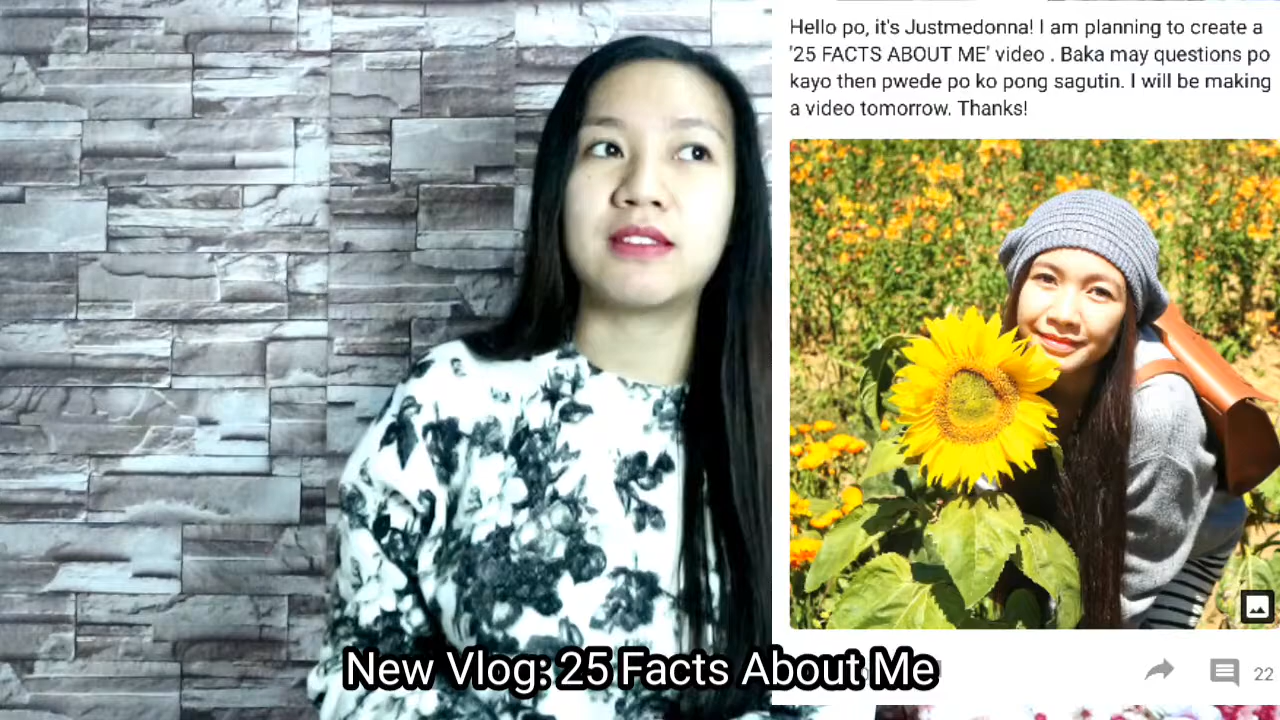 Hello po, it's Justmedonna! I am planning to create a
'25 FACTS ABOUT ME' video . Baka may questions po
kayo then pwede po ko pong sagutin. I will be making
a video tomorrow. Thanks!
22
New Vlog: 25 Facts About Me